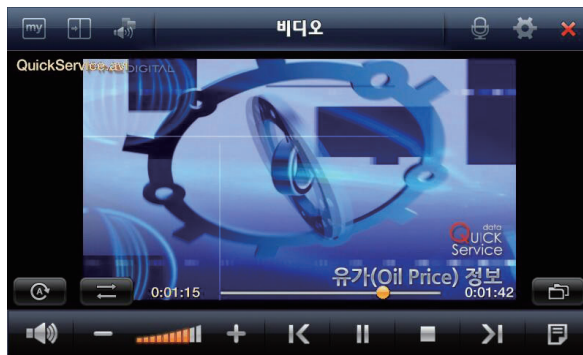 my
비디오
QuickService.avi
DIGITAL
data
QUICK
Service
유가(Oil Price) 정보
A
0:01:15
0:01:42